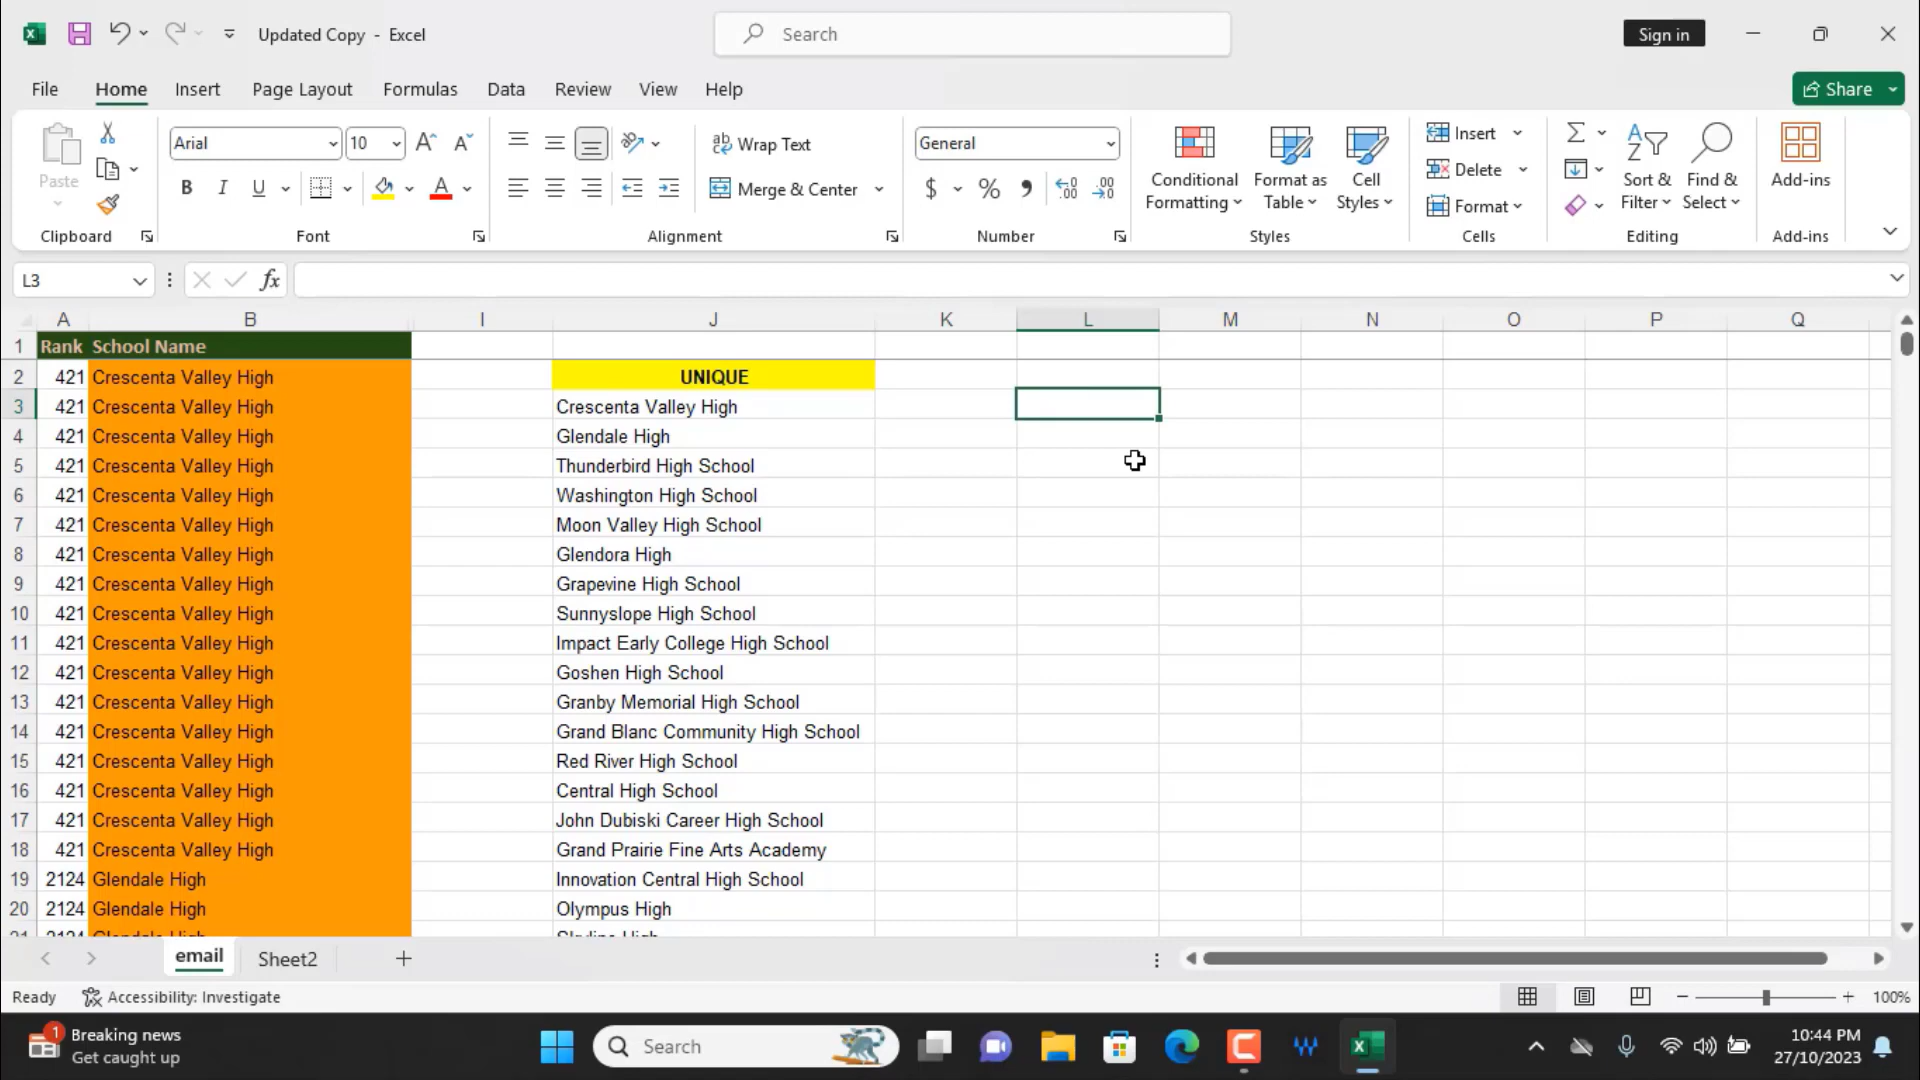 Updated Copy - Excel
Search
Sign in
File Home Insert Page Layout Formulas Data Review View Help
Share
Paste
Clipboard
Arial
10
Font
Wrap Text
Merge & Center
Alignment
General
Number
Conditional Formatting
Format as Table
Cell Styles
Styles
Insert
Delete
Format
Cells
Sort & Filter
Find & Select
Editing
Add-ins
Add-ins
L3
fx
A B I J K L M N O P Q
1 Rank School Name
2 421 Crescenta Valley High UNIQUE
3 421 Crescenta Valley High Crescenta Valley High
4 421 Crescenta Valley High Glendale High
5 421 Crescenta Valley High Thunderbird High School
6 421 Crescenta Valley High Washington High School
7 421 Crescenta Valley High Moon Valley High School
8 421 Crescenta Valley High Glendora High
9 421 Crescenta Valley High Grapevine High School
10 421 Crescenta Valley High Sunnyslope High School
11 421 Crescenta Valley High Impact Early College High School
12 421 Crescenta Valley High Goshen High School
13 421 Crescenta Valley High Granby Memorial High School
14 421 Crescenta Valley High Grand Blanc Community High School
15 421 Crescenta Valley High Red River High School
16 421 Crescenta Valley High Central High School
17 421 Crescenta Valley High John Dubiski Career High School
18 421 Crescenta Valley High Grand Prairie Fine Arts Academy
19 2124 Glendale High Innovation Central High School
20 2124 Glendale High Olympus High
21 2124 Glendale High Skyline High
email Sheet2
Ready Accessibility: Investigate
100%
1 Breaking news
Get caught up
Search
10:44 PM
27/10/2023